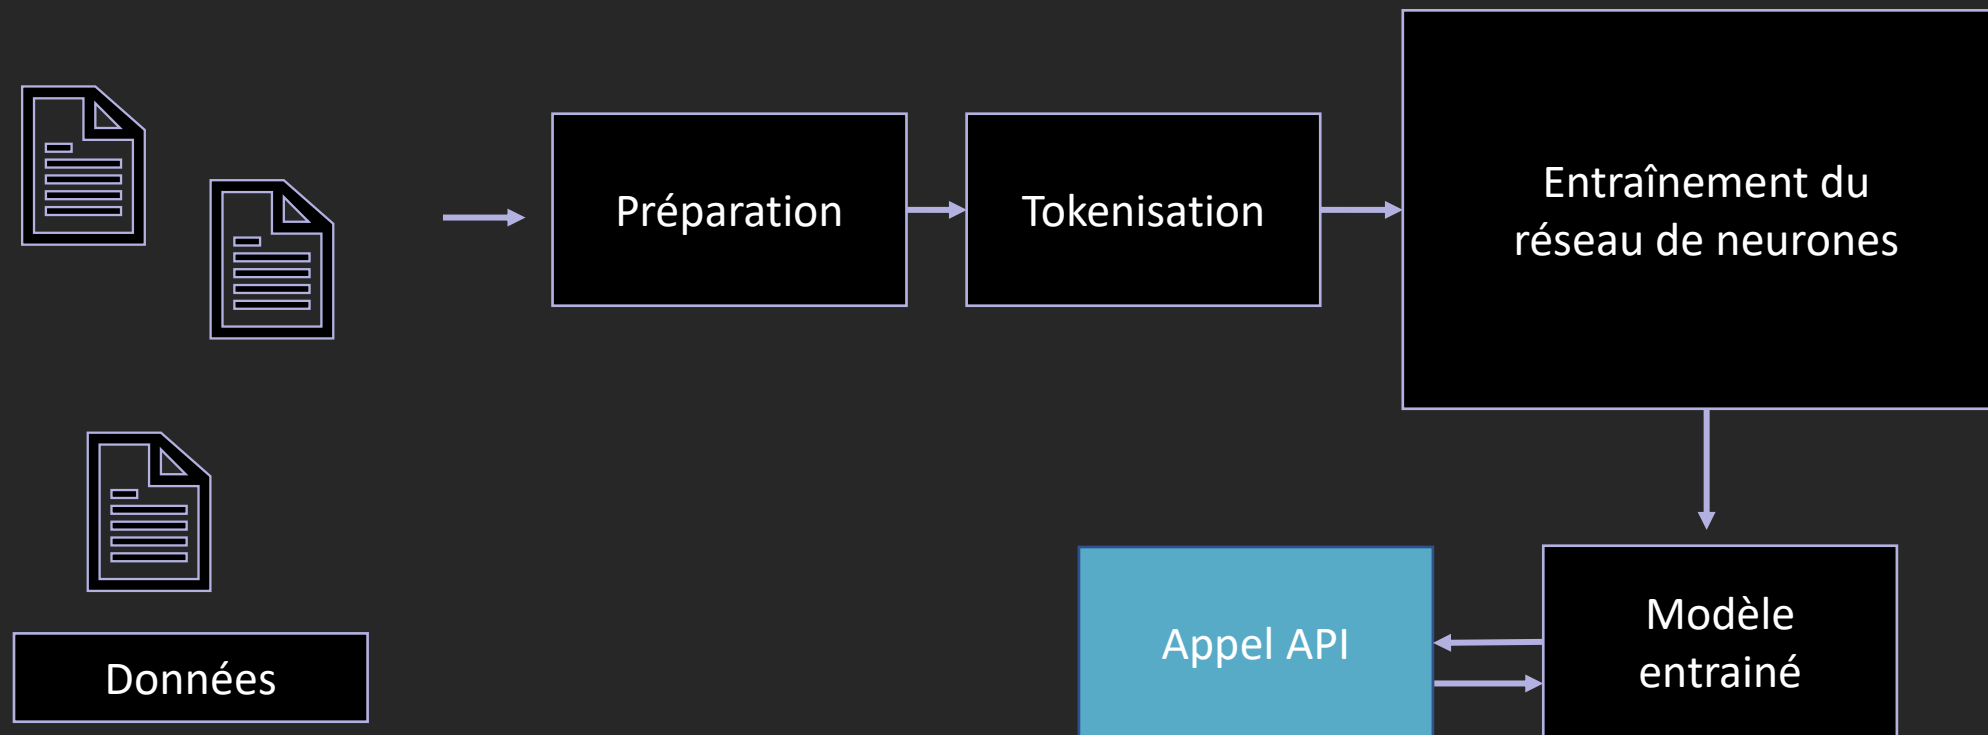 Préparation
Tokenisation
Entraînement du
réseau de neurones
Données
Appel API
Modèle
entrainé